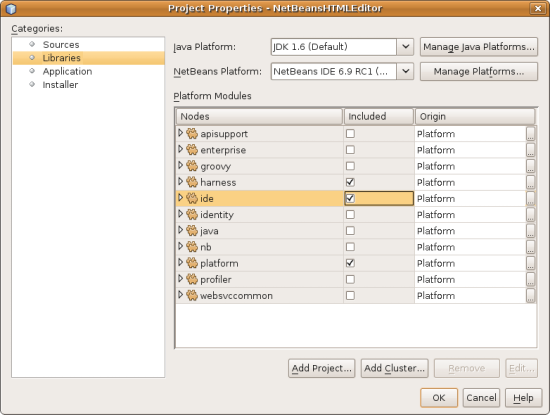 Project Properties - NetBeansHTMLEditor
Categories:
Sources
Libraries
Application
Installer
Java Platform: JDK 1.6 (Default) Manage Java Platforms...
NetBeans Platform: NetBeans IDE 6.9 RC1 (... Manage Platforms...
Platform Modules
Nodes Included Origin
apisupport Platform ...
enterprise Platform ...
groovy Platform ...
harness Platform ...
ide Platform ...
identity Platform ...
java Platform ...
nb Platform ...
platform Platform ...
profiler Platform ...
websvccommon Platform ...
Add Project... Add Cluster... Remove Edit...
OK Cancel Help